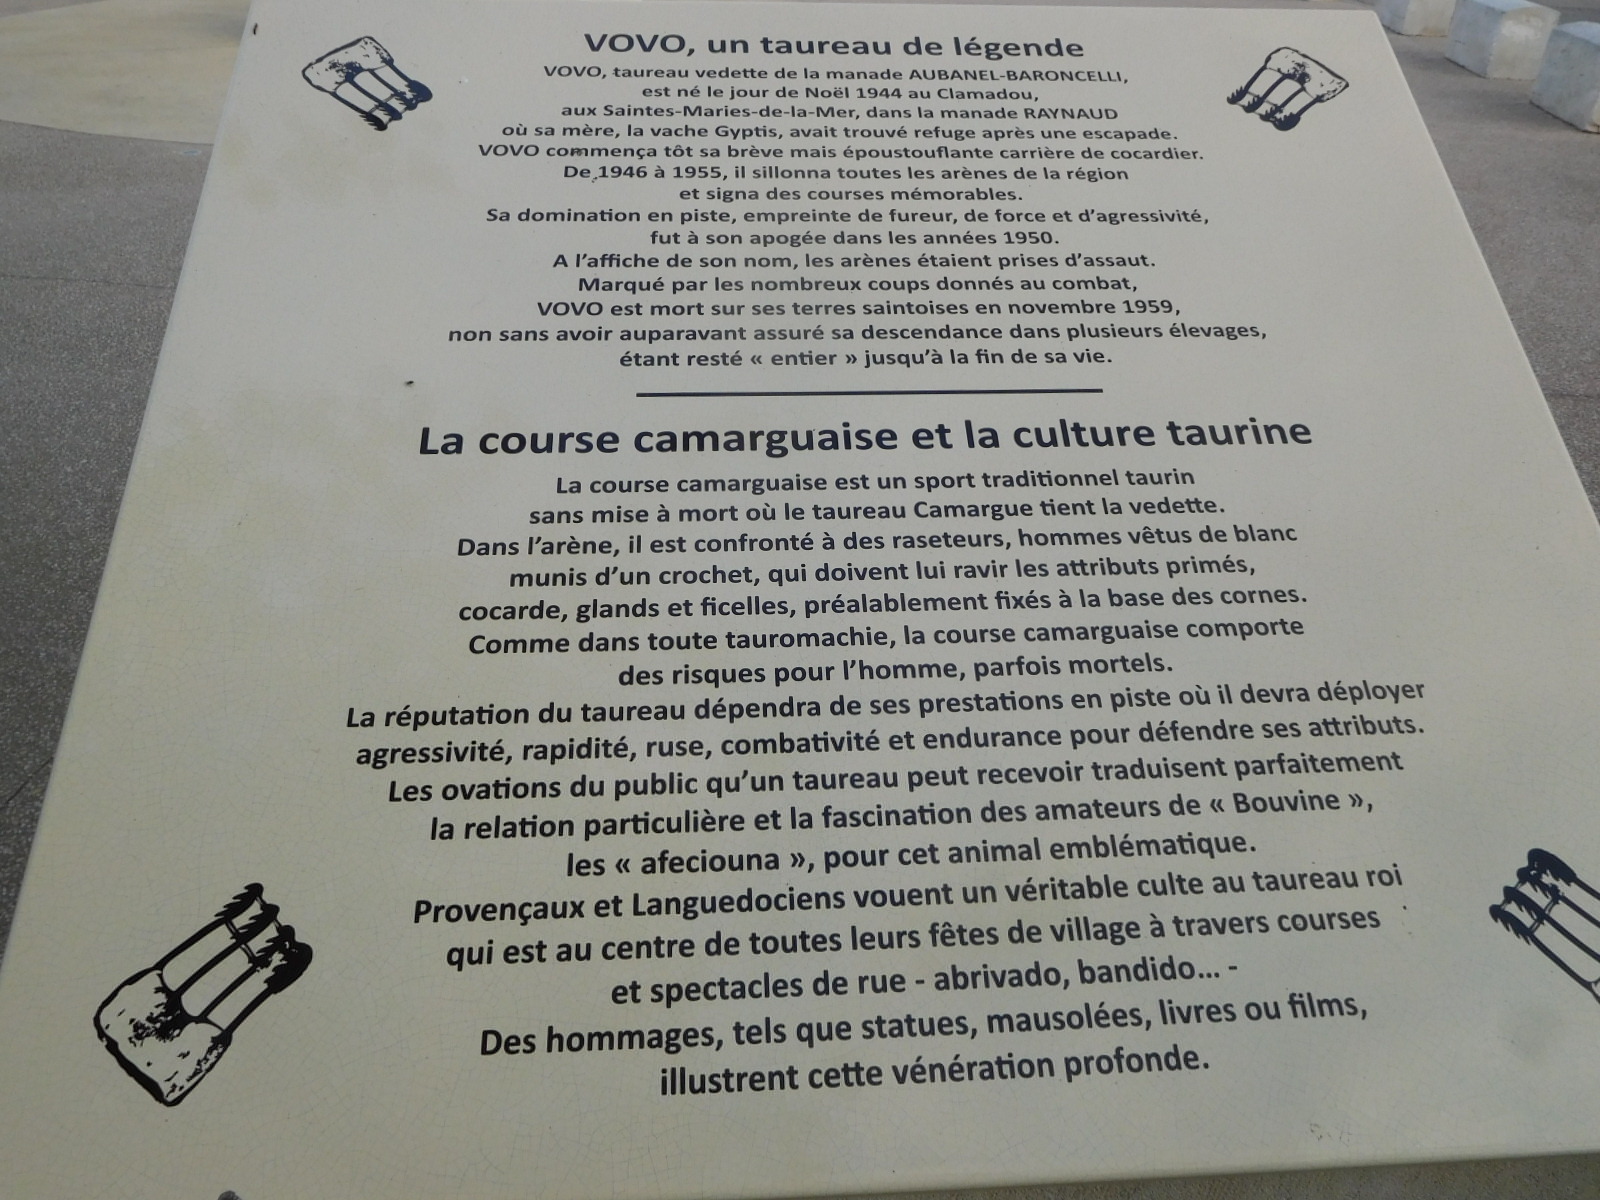 VOVO, un taureau de légende
VOVO, taureau vedette de la manade AUBANEL-BARONCELLI,
est né le jour de Noël 1944 au Clamadou,
aux Saintes-Maries-de-la-Mer, dans la manade RAYNAUD
où sa mère, la vache Gyptis, avait trouvé refuge après une escapade.
VOVO commença tôt sa brève mais époustouflante carrière de cocardier.
De 1946 à 1955, il sillonna toutes les arènes de la région
et signa des courses mémorables.
Sa domination en piste, empreinte de fureur, de force et d'agressivité,
fut à son apogée dans les années 1950.
A l'affiche de son nom, les arènes étaient prises d'assaut.
Marqué par les nombreux coups donnés au combat,
VOVO est mort sur ses terres saintoises en novembre 1959,
non sans avoir auparavant assuré sa descendance dans plusieurs élevages,
étant resté « entier » jusqu'à la fin de sa vie.
La course camarguaise et la culture taurine
La course camarguaise est un sport traditionnel taurin
sans mise à mort où le taureau Camargue tient la vedette.
Dans l'arène, il est confronté à des raseteurs, hommes vêtus de blanc
munis d'un crochet, qui doivent lui ravir les attributs primés,
cocarde, glands et ficelles, préalablement fixés à la base des cornes.
Comme dans toute tauromachie, la course camarguaise comporte
des risques pour l'homme, parfois mortels.
La réputation du taureau dépendra de ses prestations en piste où il devra déployer
agressivité, rapidité, ruse, combativité et endurance pour défendre ses attributs.
Les ovations du public qu'un taureau peut recevoir traduisent parfaitement
la relation particulière et la fascination des amateurs de « Bouvine »,
les « afeciouna », pour cet animal emblématique.
Provençaux et Languedociens vouent un véritable culte au taureau roi
qui est au centre de toutes leurs fêtes de village à travers courses
et spectacles de rue - abrivado, bandido... -
Des hommages, tels que statues, mausolées, livres ou films,
illustrent cette vénération profonde.